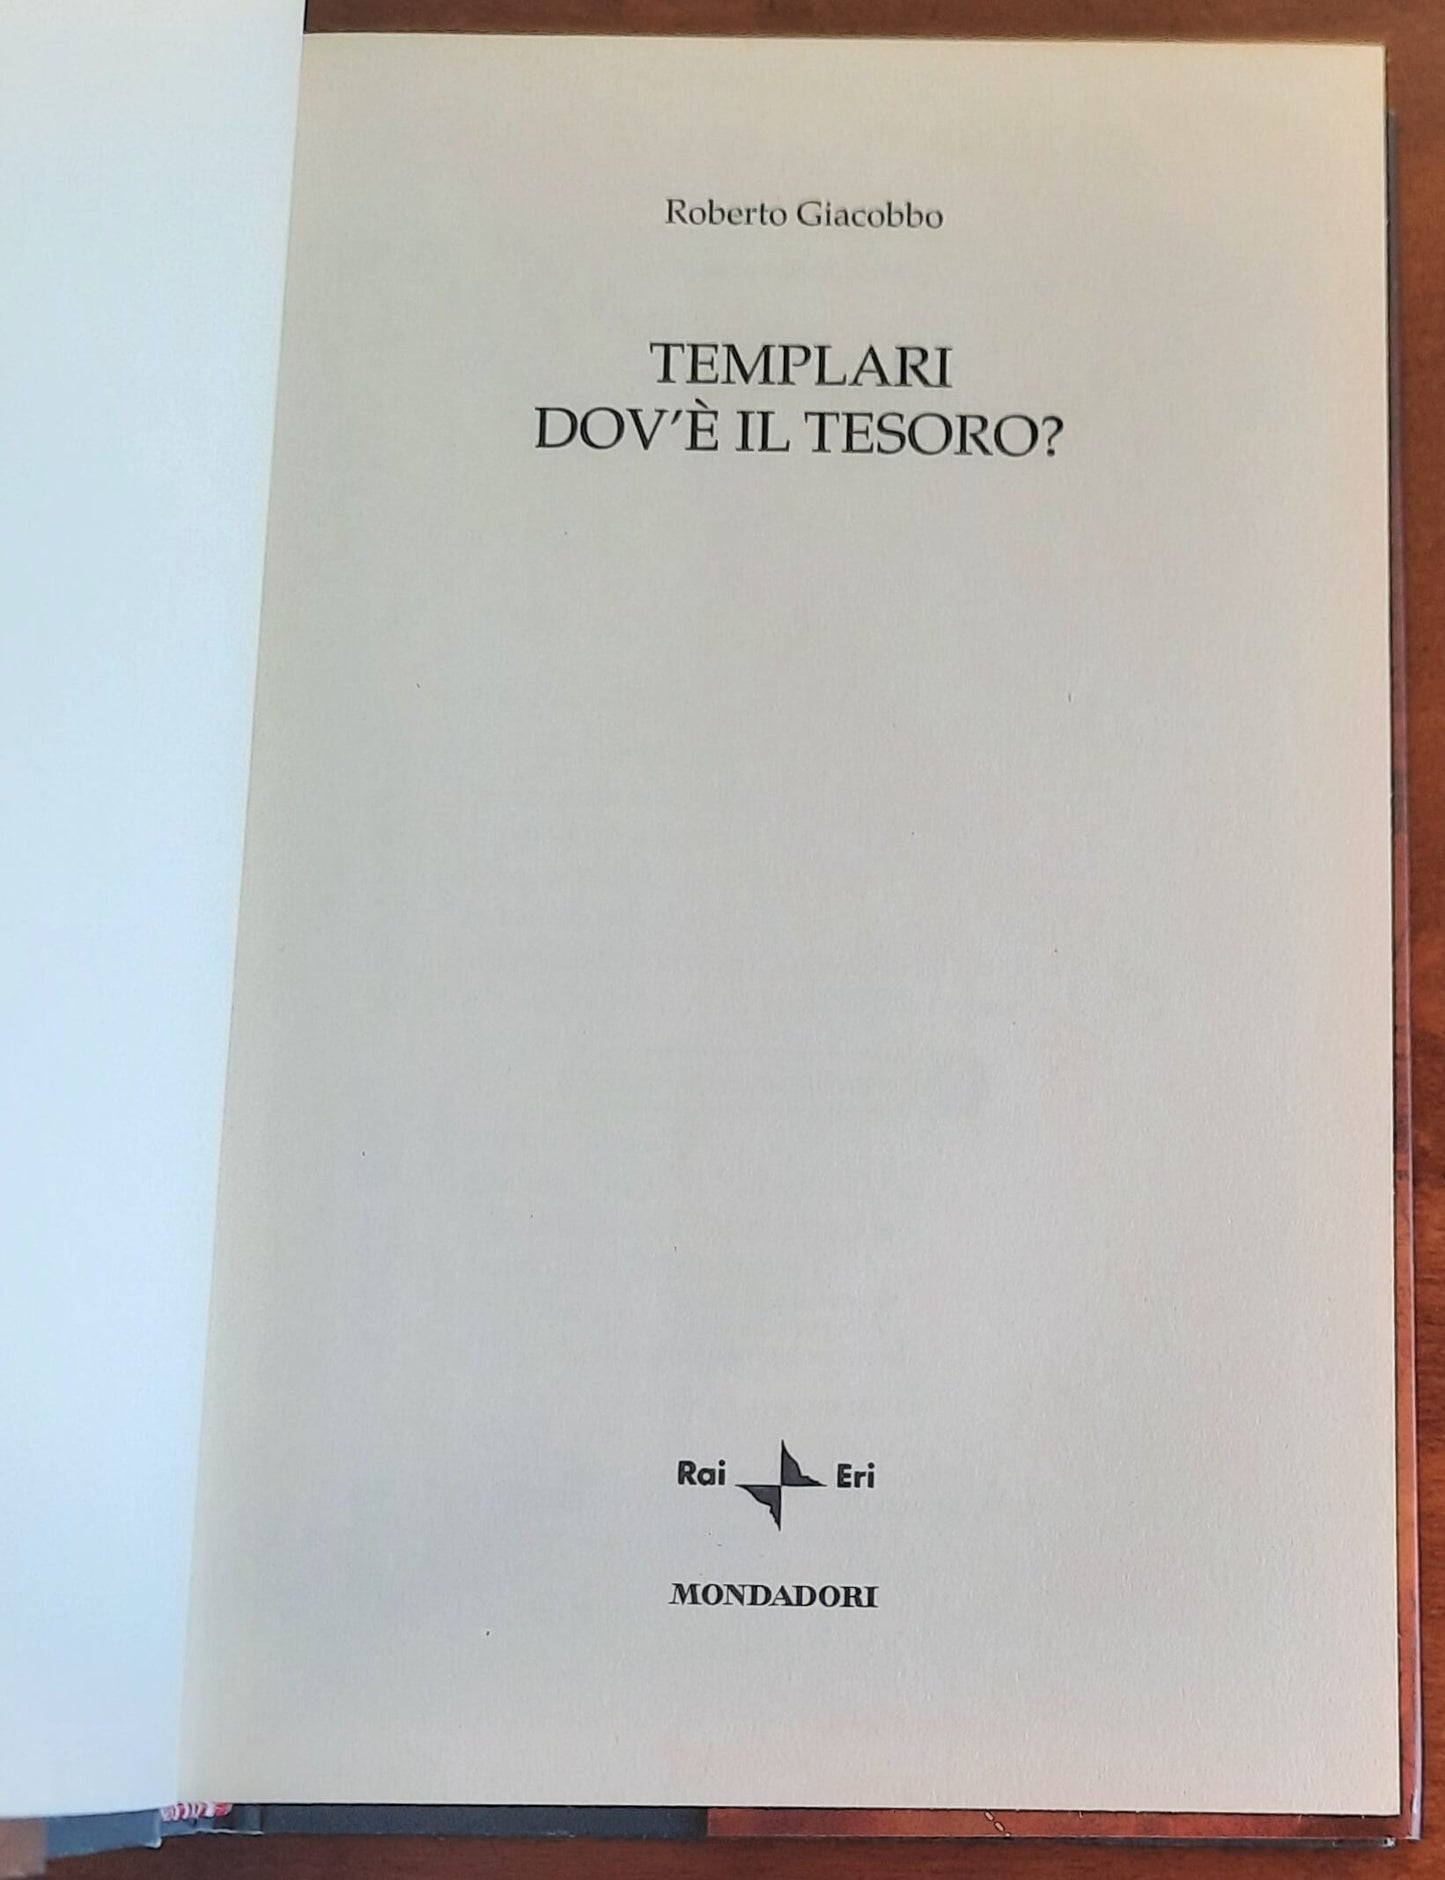 Roberto Giacobbo
TEMPLARI
DOV'È IL TESORO?
Rai Eri
MONDADORI